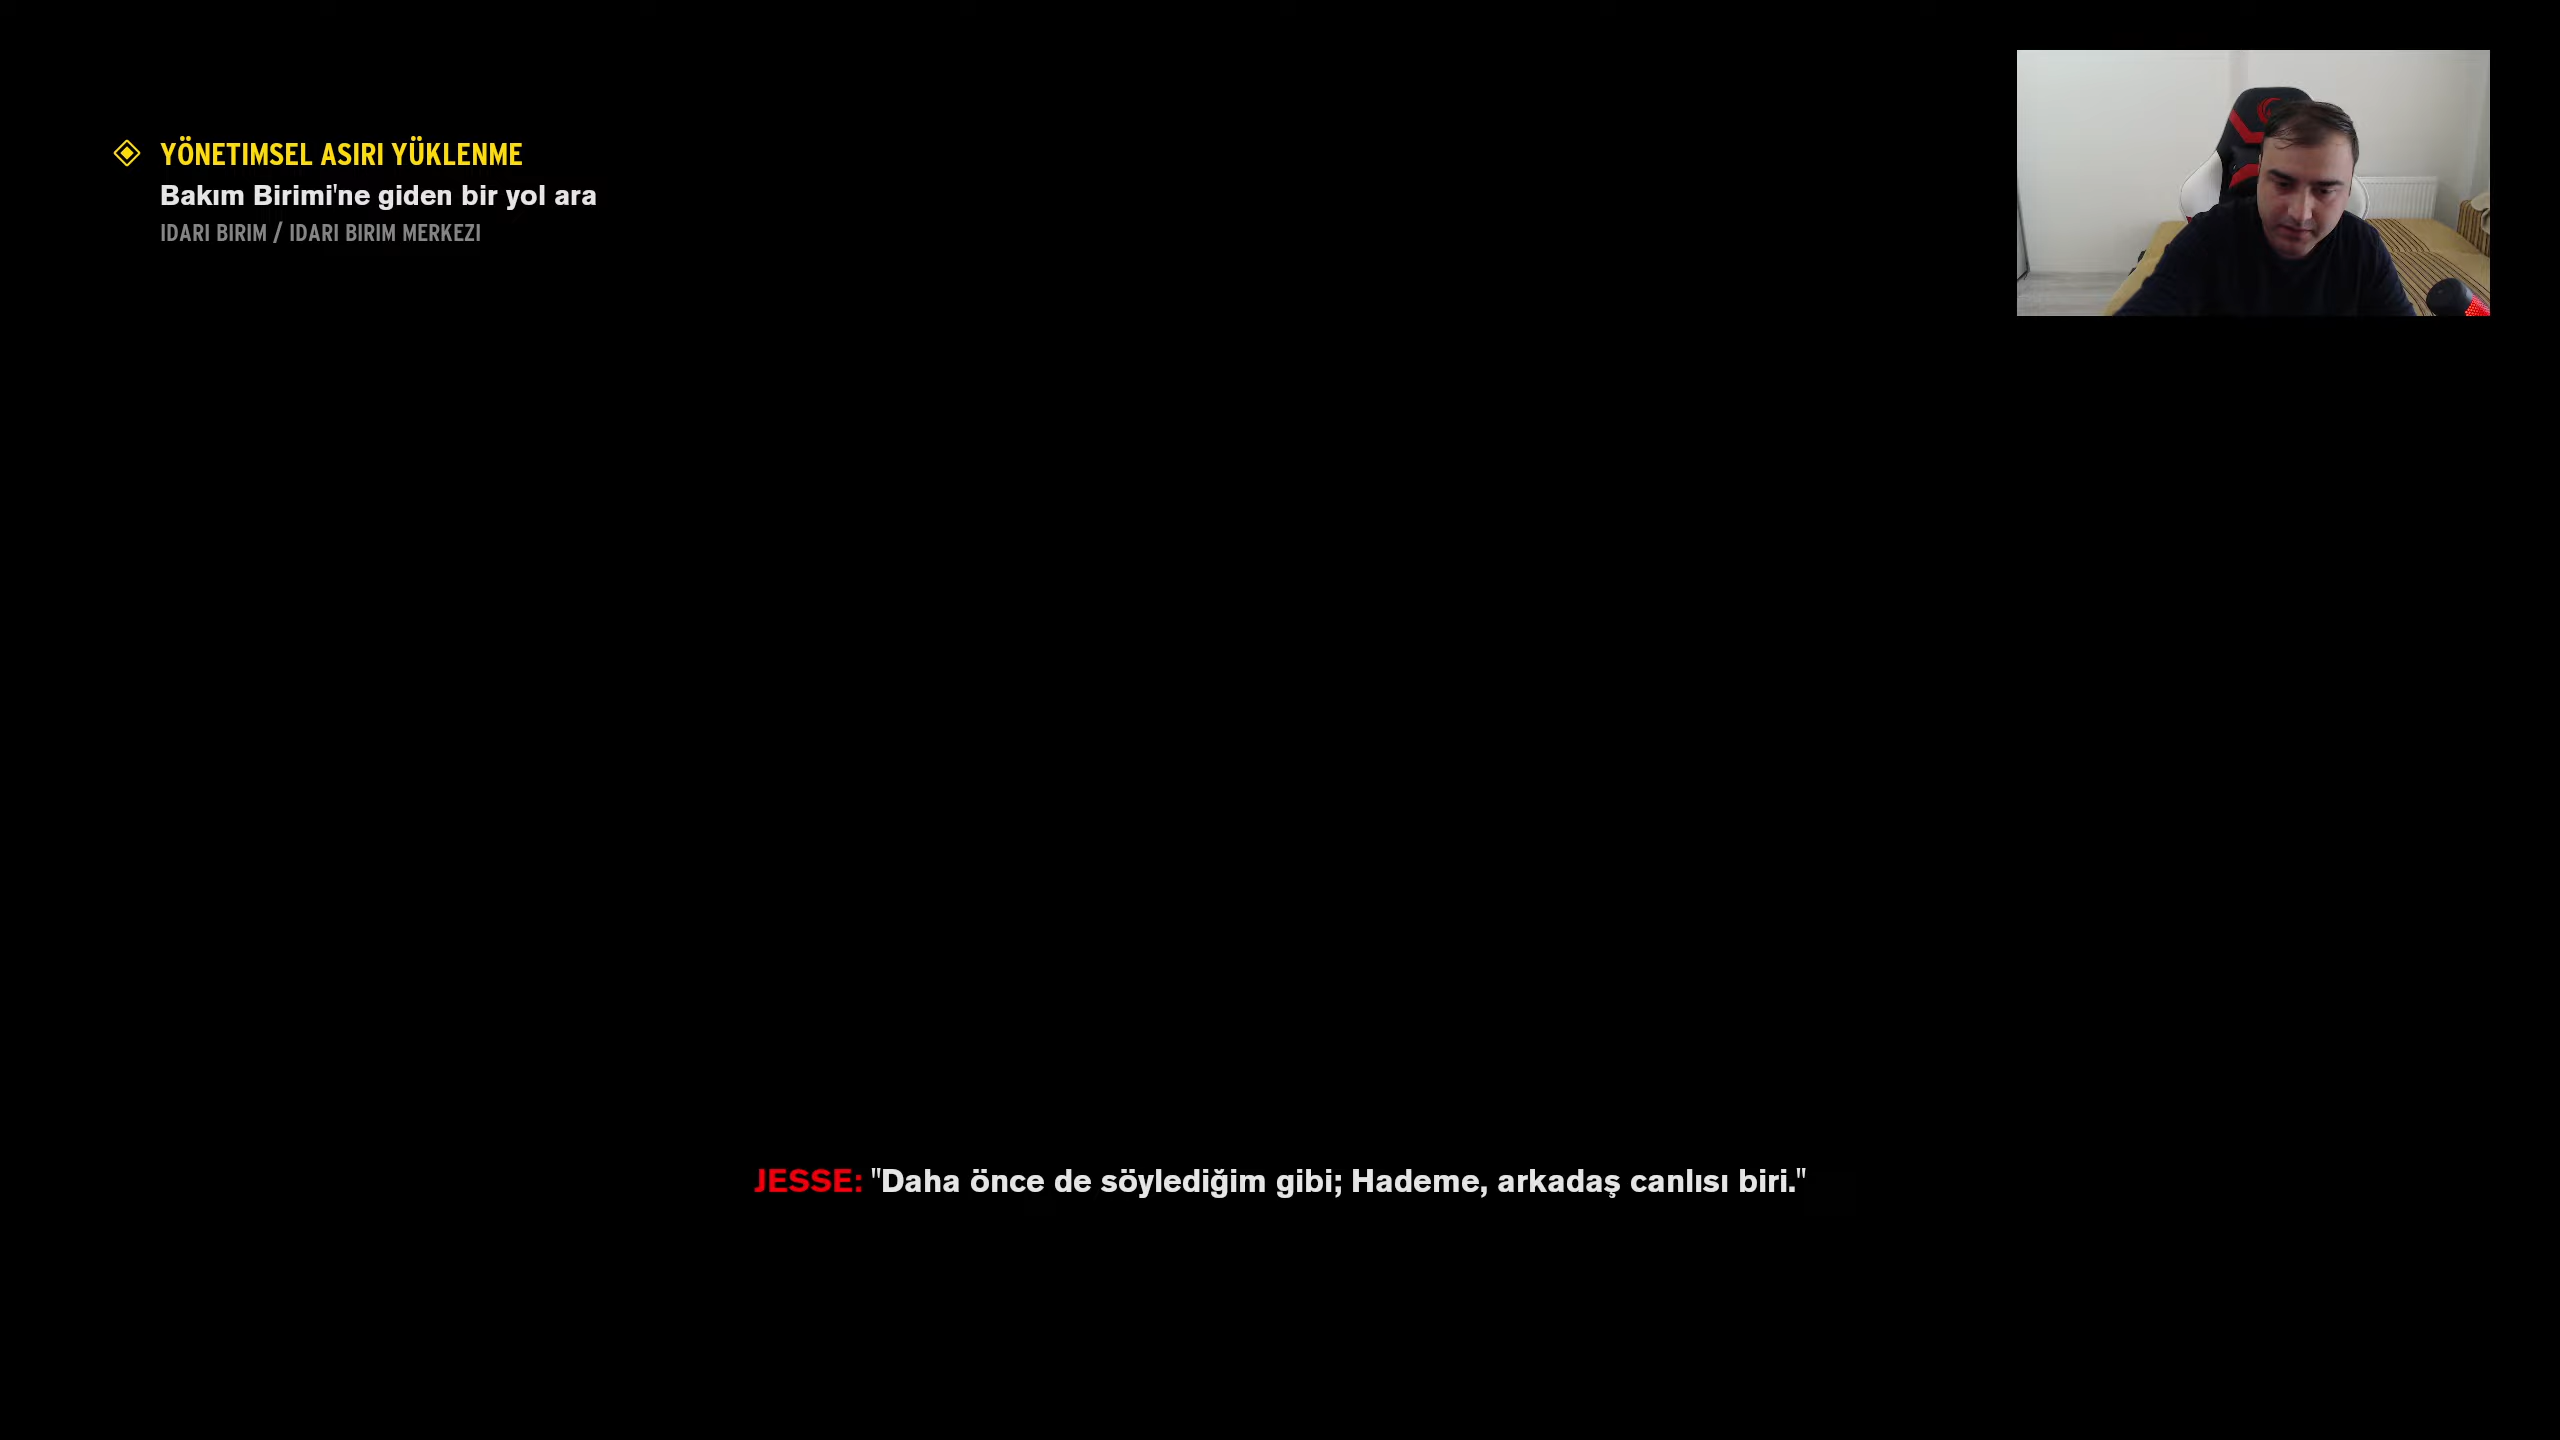 YÖNETIMSEL ASIRI YÜKLENME
Bakım Birimi'ne giden bir yol ara
IDARI BIRIM / IDARI BIRIM MERKEZI
JESSE: "Daha önce de söylediğim gibi; Hademe, arkadaş canlısı biri."